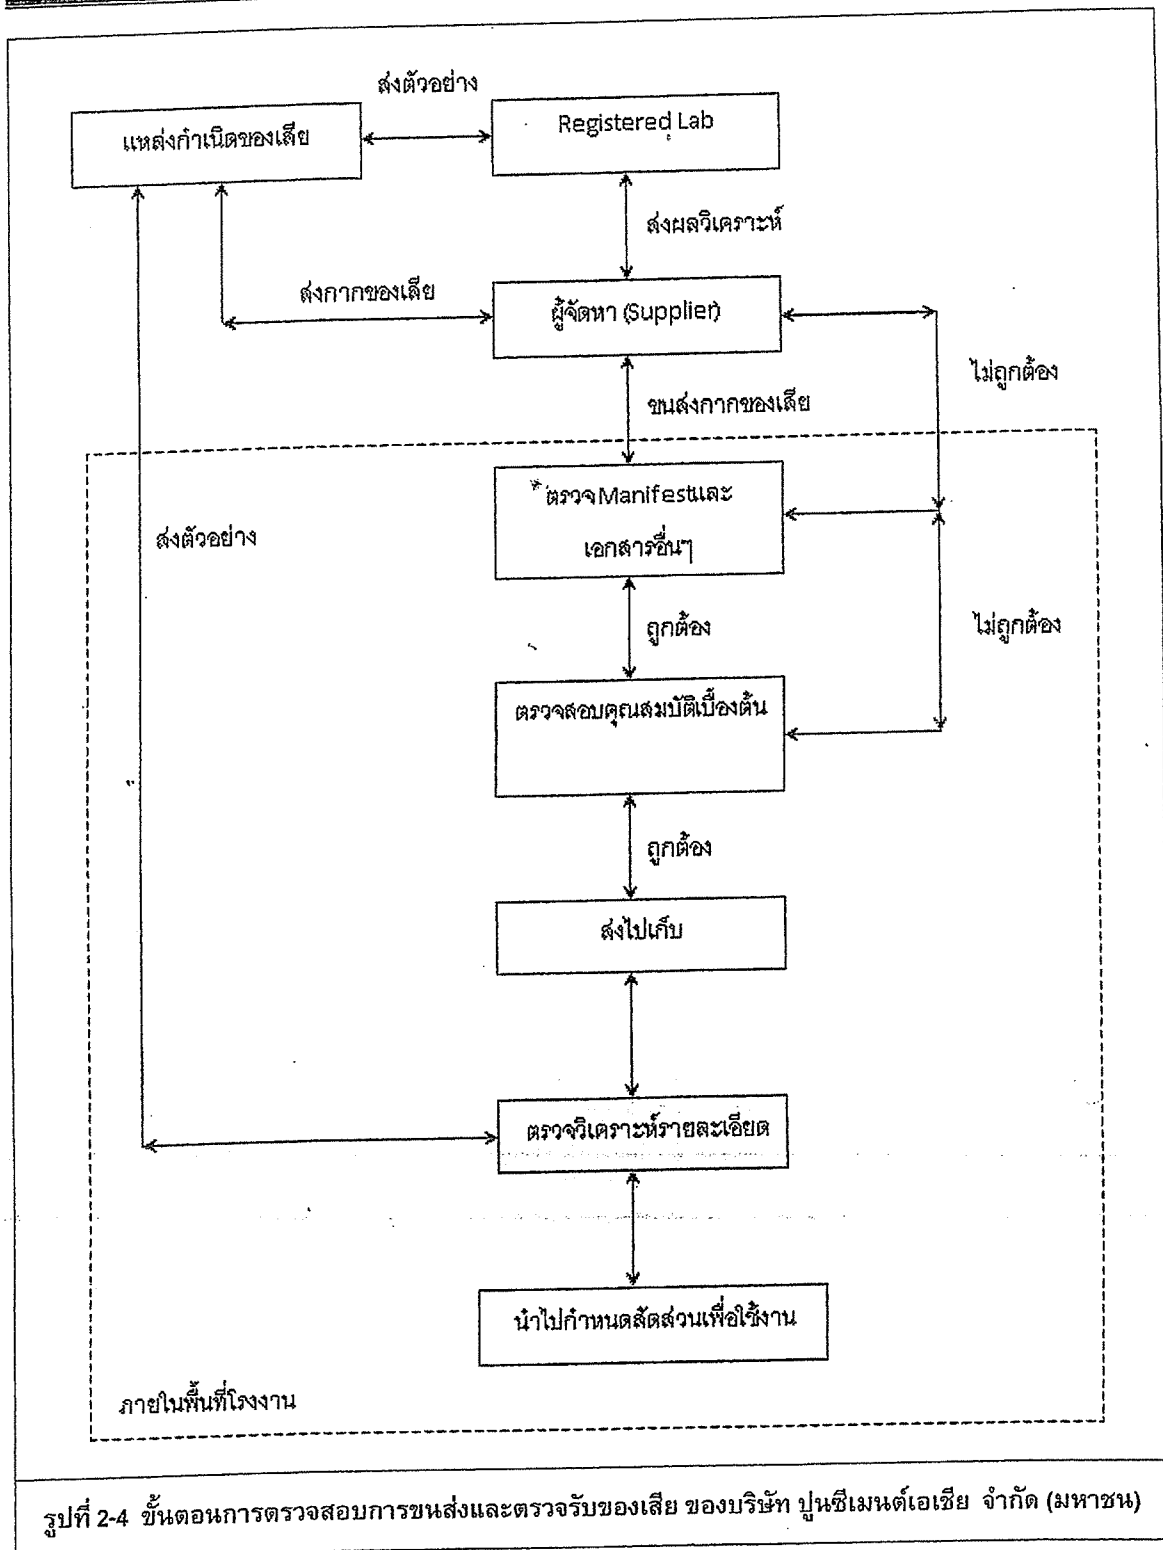 ส่งตัวอย่าง
แหล่งกำเนิดของเสีย
Registered Lab
ส่งผลวิเคราะห์
ส่งกากของเสีย
ผู้จัดหา (Supplier)
ไม่ถูกต้อง
ขนส่งกากของเสีย
ตรวจ Manifest และ
เอกสารอื่นๆ
ส่งตัวอย่าง
ถูกต้อง
ไม่ถูกต้อง
ตรวจสอบคุณสมบัติเบื้องต้น
ถูกต้อง
ส่งไปเก็บ
ตรวจวิเคราะห์รายละเอียด
นำไปกำหนดสัดส่วนเพื่อใช้งาน
ภายในพื้นที่โรงงาน
รูปที่ 2-4 ขั้นตอนการตรวจสอบการขนส่งและตรวจรับของเสีย ของบริษัท ปูนซีเมนต์เอเชีย จำกัด (มหาชน)